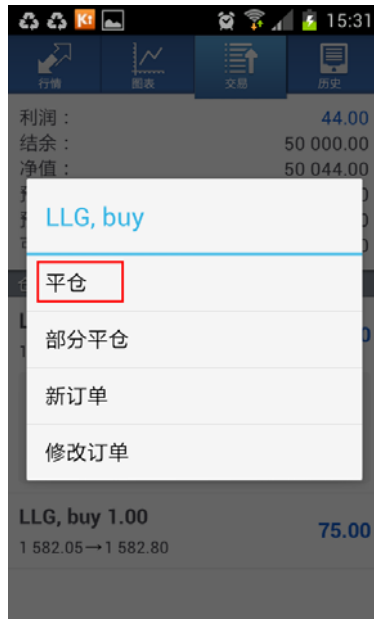 15:31
行情
图表
交易
历史
利润： 44.00
结余： 50 000.00
净值： 50 044.00
LLG, buy
平仓
部分平仓
新订单
修改订单
LLG, buy 1.00
75.00
1 582.05→1 582.80